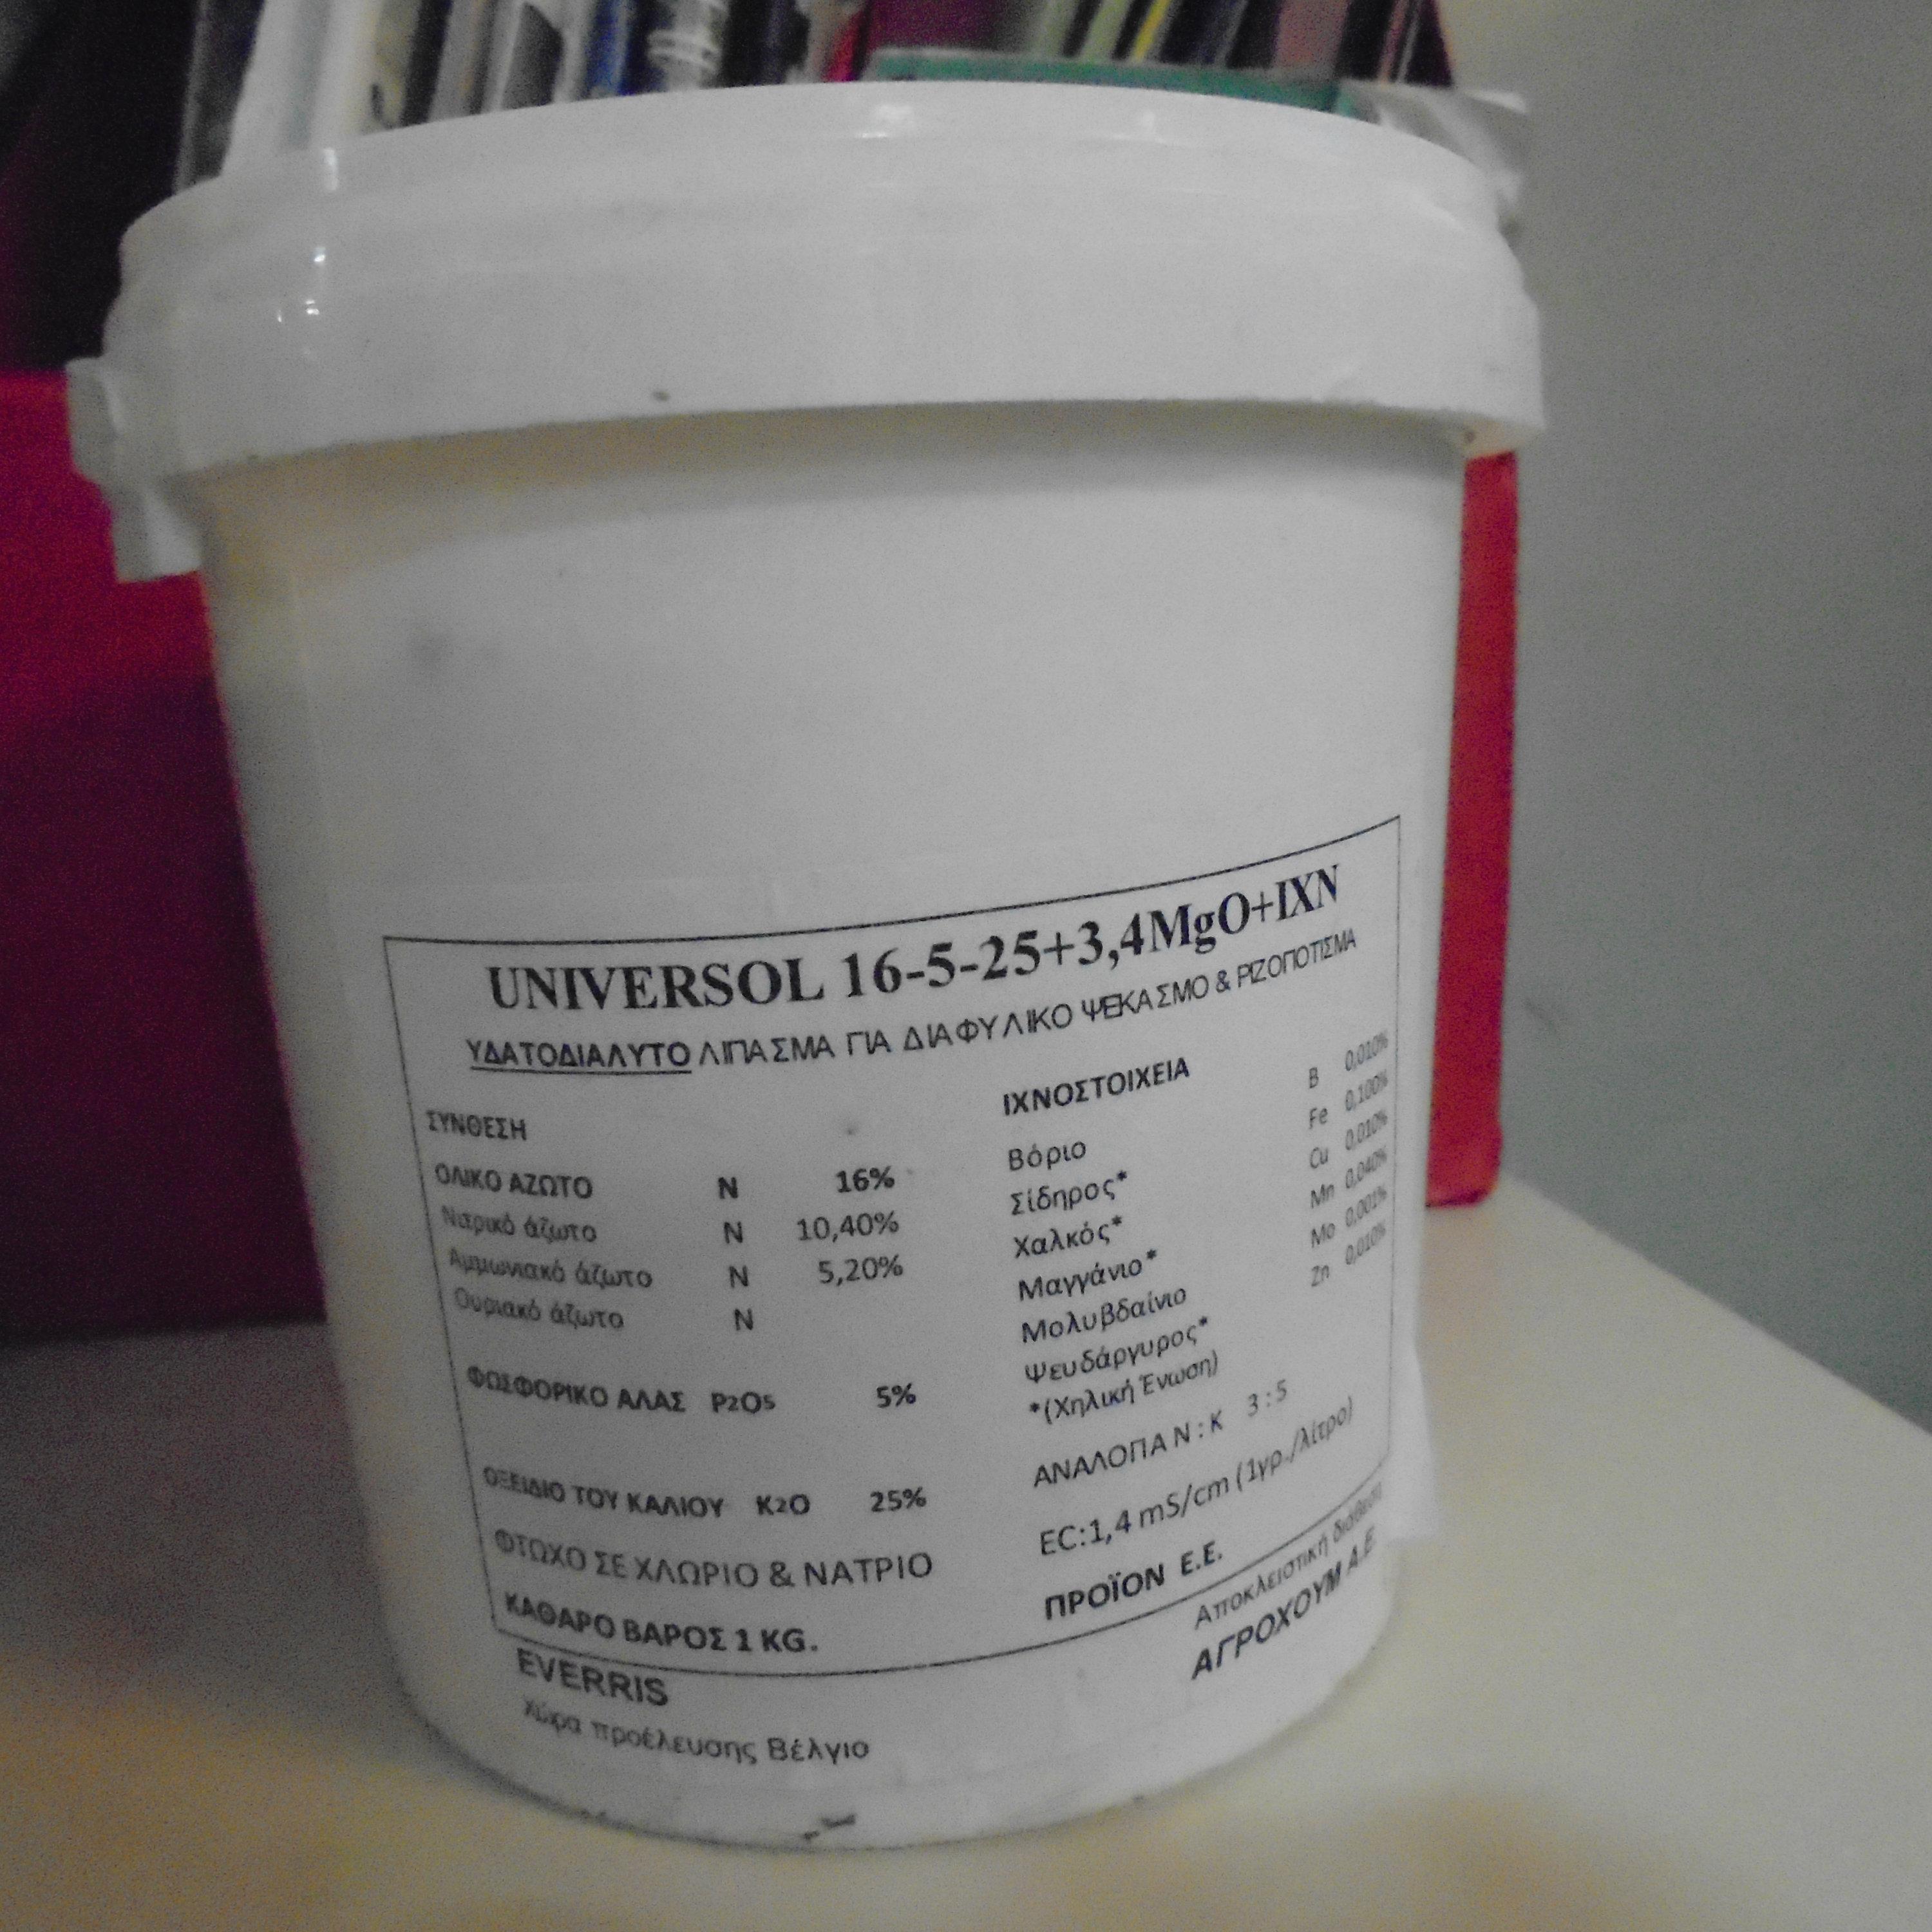 UNIVERSOL 16-5-25+3,4MgO+IXN
ΥΔΑΤΟΔΙΑΛΥΤΟ ΛΙΠΑΣΜΑ ΓΙΑ ΔΙΑΦΥΛΙΚΟ ΨΕΚΑΣΜΟ & ΡΙΖΟΠΟΤΙΣΜΑ
ΣΥΝΘΕΣΗ
ΟΛΙΚΟ ΑΖΩΤΟ N 16%
Νιτρικό άζωτο N 10,40%
Αμμωνιακό άζωτο N 5,20%
Ουριακό άζωτο N
ΦΩΣΦΟΡΙΚΟ ΑΛΑΣ P2O5 5%
ΟΞΕΙΔΙΟ ΤΟΥ ΚΑΛΙΟΥ K2O 25%
ΦΤΩΧΟ ΣΕ ΧΛΩΡΙΟ & ΝΑΤΡΙΟ
ΚΑΘΑΡΟ ΒΑΡΟΣ 1 KG.
ΙΧΝΟΣΤΟΙΧΕΙΑ
Βόριο B 0,010%
Σίδηρος* Fe 0,100%
Χαλκός* Cu 0,010%
Μαγγάνιο* Mn 0,040%
Μολυβδαίνιο Mo 0,001%
Ψευδάργυρος* Zn 0,010%
*(Χηλική Ένωση)
ΑΝΑΛΟΓΙΑ N : K 3 : 5
EC:1,4 mS/cm (1γρ./λίτρο)
ΠΡΟΪΟΝ Ε.Ε.
EVERRIS
Χώρα προέλευσης Βέλγιο
Αποκλειστική διάθεση
ΑΓΡΟΧΟΥΜ Α.Ε.